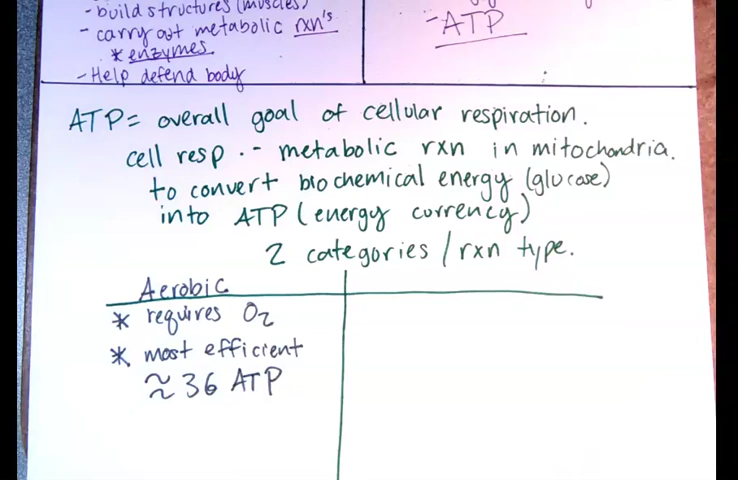 - build structures (muscles)
- carry out metabolic rxn's
* enzymes
- Help defend body
- ATP
ATP = overall goal of cellular respiration.
cell resp. - metabolic rxn in mitochondria.
to convert biochemical energy (glucose)
into ATP (energy currency)
2 categories / rxn type.
Aerobic
* requires O2
* most efficient
≈ 36 ATP